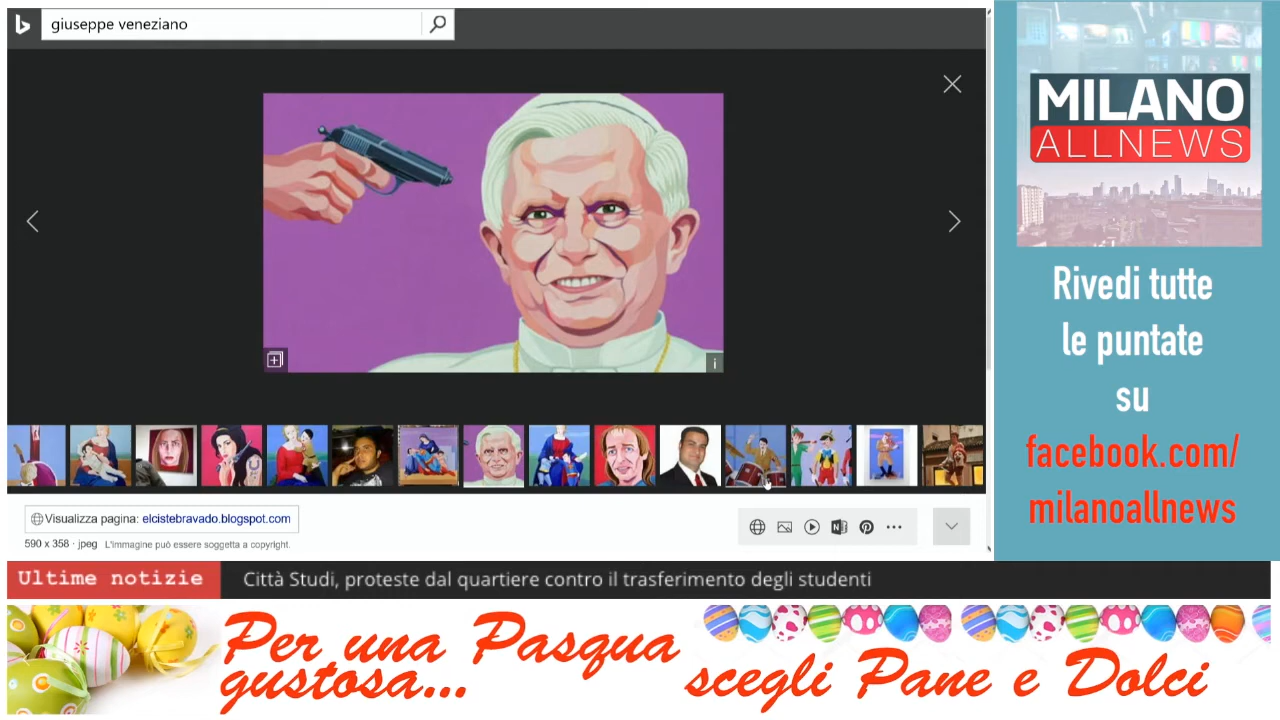 giuseppe veneziano
MILANO
ALLNEWS
Rivedi tutte
le puntate
su
facebook.com/
milanoallnews
Visualizza pagina: elcistebravado.blogspot.com
590 x 358 · jpeg L'immagine può essere soggetta a copyright.
Ultime notizie Città Studi, proteste dal quartiere contro il trasferimento degli studenti
Per una Pasqua
gustosa...
scegli Pane e Dolci